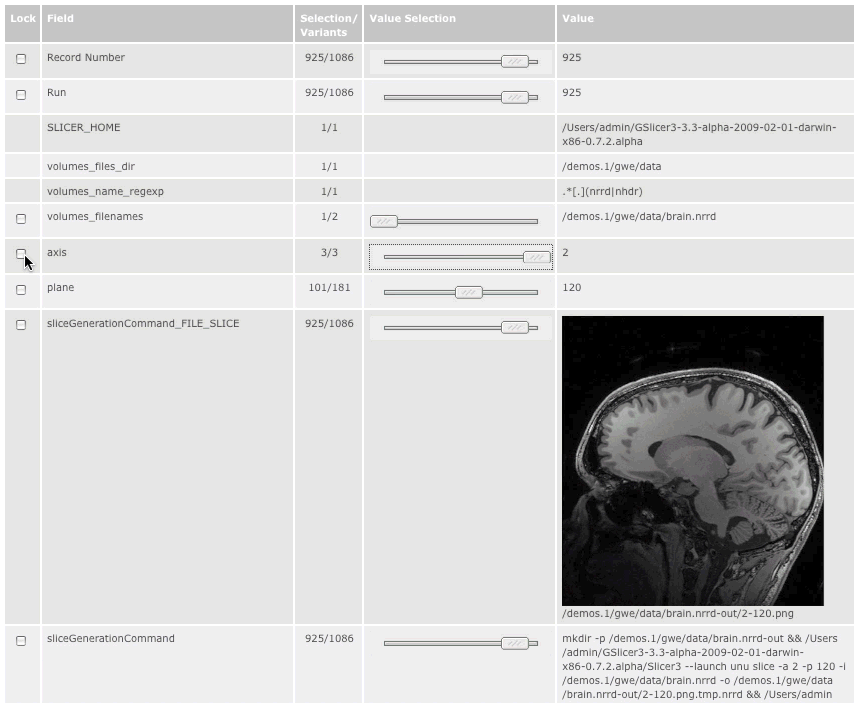 Lock Field Selection/ Value Selection Value
Variants
Record Number 925/1086 925
Run 925/1086 925
SLICER_HOME 1/1 /Users/admin/GSlicer3-3.3-alpha-2009-02-01-darwin-
x86-0.7.2.alpha
volumes_files_dir 1/1 /demos.1/gwe/data
volumes_name_regexp 1/1 .*[.](nrrd|nhdr)
volumes_filenames 1/2 /demos.1/gwe/data/brain.nrrd
axis 3/3 2
plane 101/181 120
sliceGenerationCommand_FILE_SLICE 925/1086
/demos.1/gwe/data/brain.nrrd-out/2-120.png
sliceGenerationCommand 925/1086 mkdir -p /demos.1/gwe/data/brain.nrrd-out && /Users
/admin/GSlicer3-3.3-alpha-2009-02-01-darwin-
x86-0.7.2.alpha/Slicer3 --launch unu slice -a 2 -p 120 -i
/demos.1/gwe/data/brain.nrrd -o /demos.1/gwe/data
/brain.nrrd-out/2-120.png.tmp.nrrd && /Users/admin